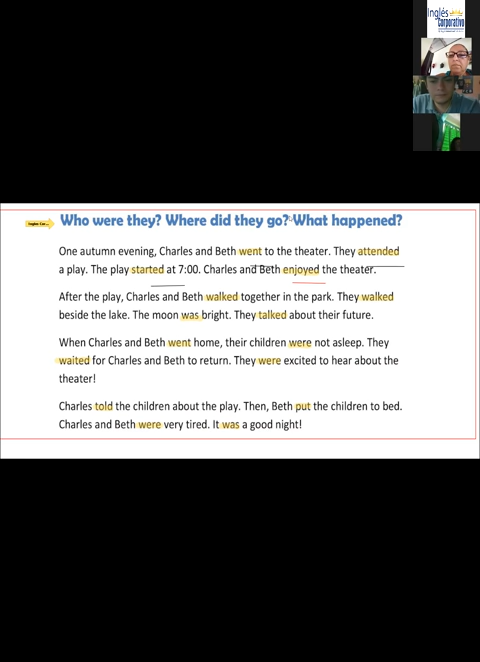 Inglés
Corporativo
Who were they? Where did they go? What happened?
One autumn evening, Charles and Beth went to the theater. They attended
a play. The play started at 7:00. Charles and Beth enjoyed the theater.
After the play, Charles and Beth walked together in the park. They walked
beside the lake. The moon was bright. They talked about their future.
When Charles and Beth went home, their children were not asleep. They
waited for Charles and Beth to return. They were excited to hear about the
theater!
Charles told the children about the play. Then, Beth put the children to bed.
Charles and Beth were very tired. It was a good night!